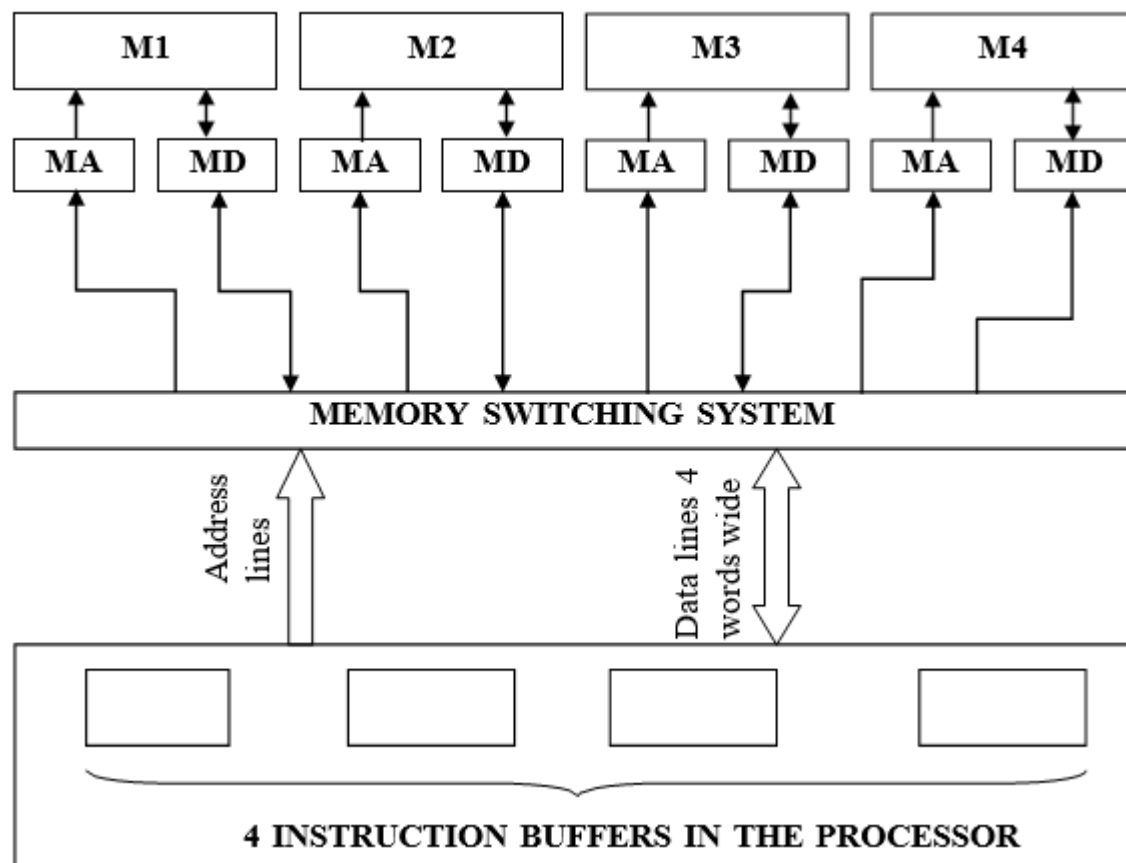 M1 M2 M3 M4
MA MD MA MD MA MD MA MD
MEMORY SWITCHING SYSTEM
Address
lines
Data lines 4
words wide
4 INSTRUCTION BUFFERS IN THE PROCESSOR